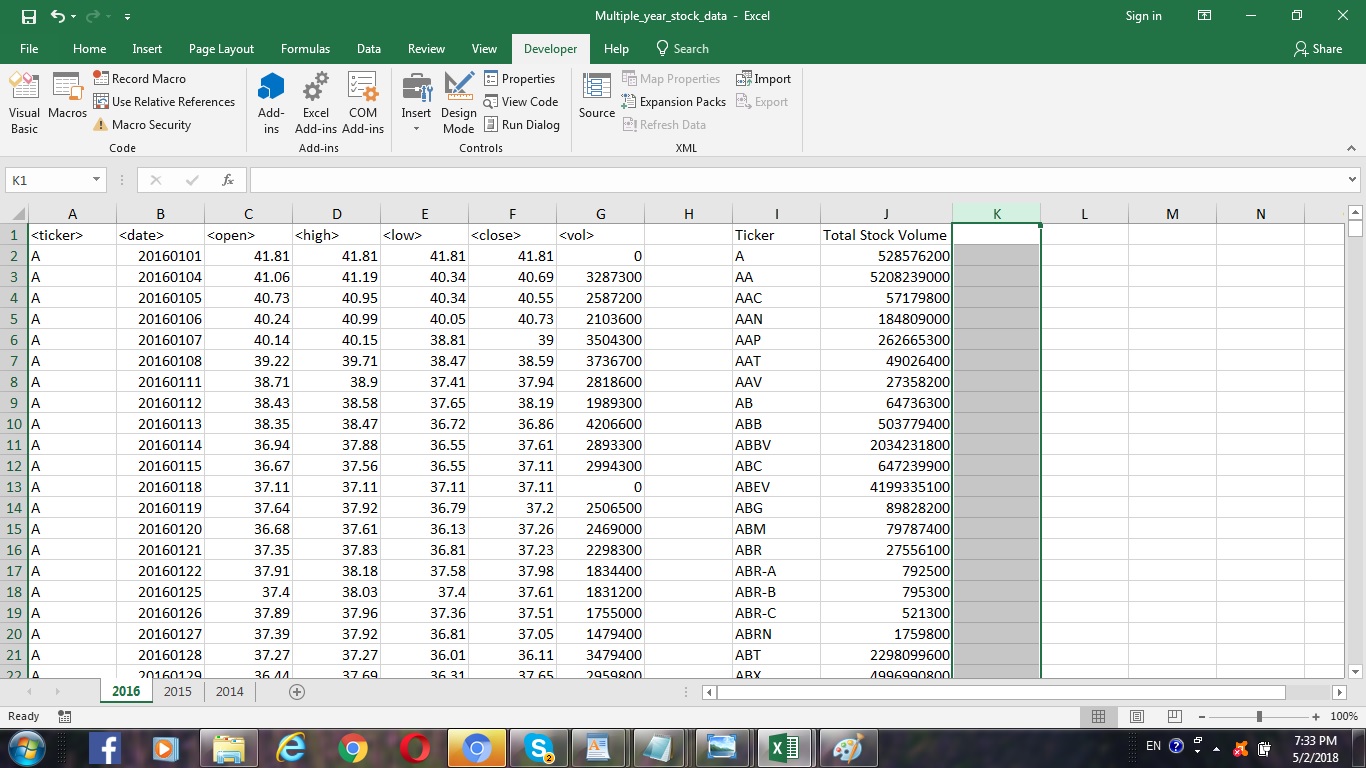 Multiple_year_stock_data - Excel
Sign in
File Home Insert Page Layout Formulas Data Review View Developer Help Search Share
Visual Basic
Macros
Record Macro
Use Relative References
Macro Security
Code
Add-ins
Excel Add-ins
COM Add-ins
Add-ins
Insert
Design Mode
Properties
View Code
Run Dialog
Controls
Source
Map Properties
Expansion Packs
Refresh Data
Import
Export
XML
K1
fx
A B C D E F G H I J K L M N
1 <ticker> <date> <open> <high> <low> <close> <vol> Ticker Total Stock Volume
2 A 20160101 41.81 41.81 41.81 41.81 0 A 528576200
3 A 20160104 41.06 41.19 40.34 40.69 3287300 AA 5208239000
4 A 20160105 40.73 40.95 40.34 40.55 2587200 AAC 57179800
5 A 20160106 40.24 40.99 40.05 40.73 2103600 AAN 184809000
6 A 20160107 40.14 40.15 38.81 39 3504300 AAP 262665300
7 A 20160108 39.22 39.71 38.47 38.59 3736700 AAT 49026400
8 A 20160111 38.71 38.9 37.41 37.94 2818600 AAV 27358200
9 A 20160112 38.43 38.58 37.65 38.19 1989300 AB 64736300
10 A 20160113 38.35 38.47 36.72 36.86 4206600 ABB 503779400
11 A 20160114 36.94 37.88 36.55 37.61 2893300 ABBV 2034231800
12 A 20160115 36.67 37.56 36.55 37.11 2994300 ABC 647239900
13 A 20160118 37.11 37.11 37.11 37.11 0 ABEV 4199335100
14 A 20160119 37.64 37.92 36.79 37.2 2506500 ABG 89828200
15 A 20160120 36.68 37.61 36.13 37.26 2469000 ABM 79787400
16 A 20160121 37.35 37.83 36.81 37.23 2298300 ABR 27556100
17 A 20160122 37.91 38.18 37.58 37.98 1834400 ABR-A 792500
18 A 20160125 37.4 38.03 37.4 37.61 1831200 ABR-B 795300
19 A 20160126 37.89 37.96 37.36 37.51 1755000 ABR-C 521300
20 A 20160127 37.39 37.92 36.81 37.05 1479400 ABRN 1759800
21 A 20160128 37.27 37.27 36.01 36.11 3479400 ABT 2298099600
22 A 20160129 36.44 37.69 36.31 37.65 2959800 ABX 4996990800
2016 2015 2014
Ready
100%
EN
7:33 PM
5/2/2018